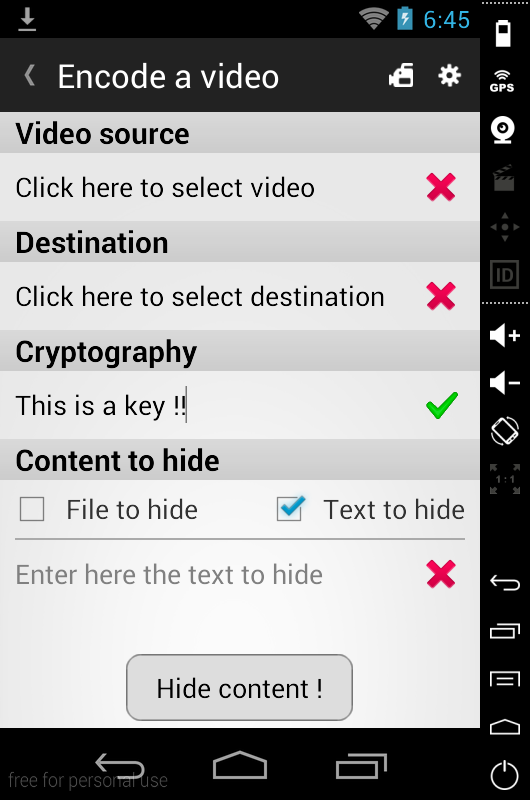 6:45
Encode a video
GPS
Video source
Click here to select video
ID
Destination
Click here to select destination
Cryptography
This is a key !!
Content to hide
1:1
File to hide
Text to hide
Enter here the text to hide
Hide content !
free for personal use